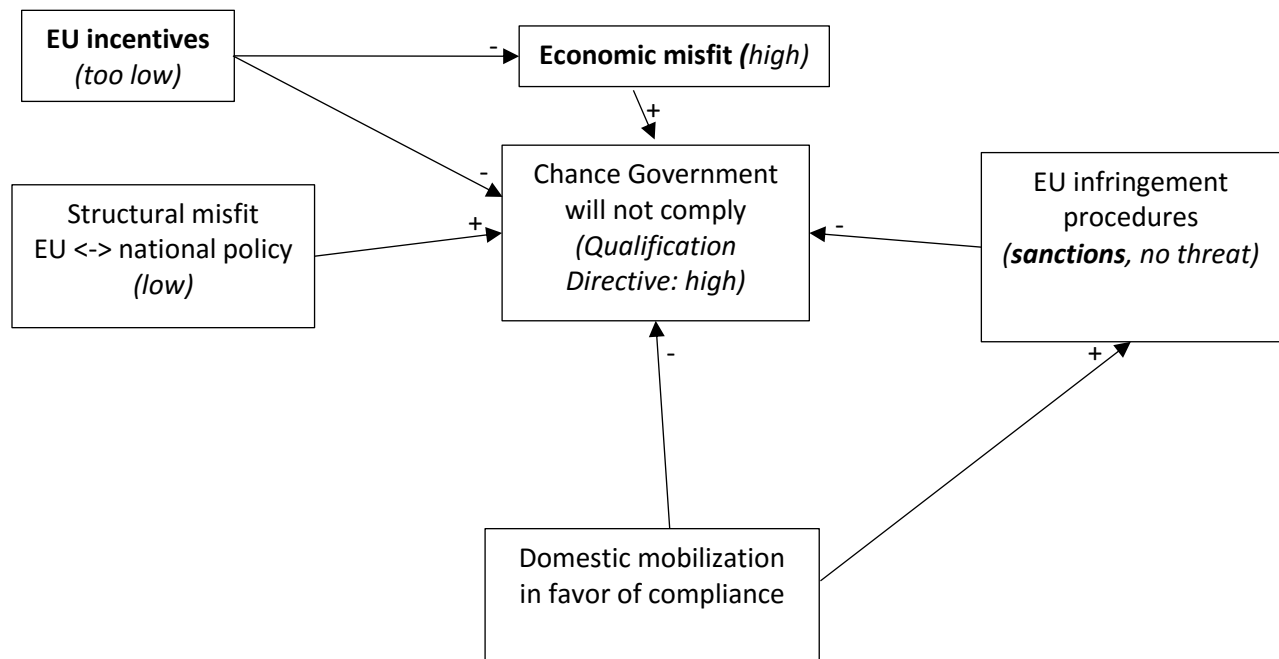 EU incentives
(too low)
-
Economic misfit (high)
+
-
Chance Government
will not comply
(Qualification
Directive: high)
Structural misfit
EU <-> national policy
(low)
+
-
EU infringement
procedures
(sanctions, no threat)
-
+
Domestic mobilization
in favor of compliance